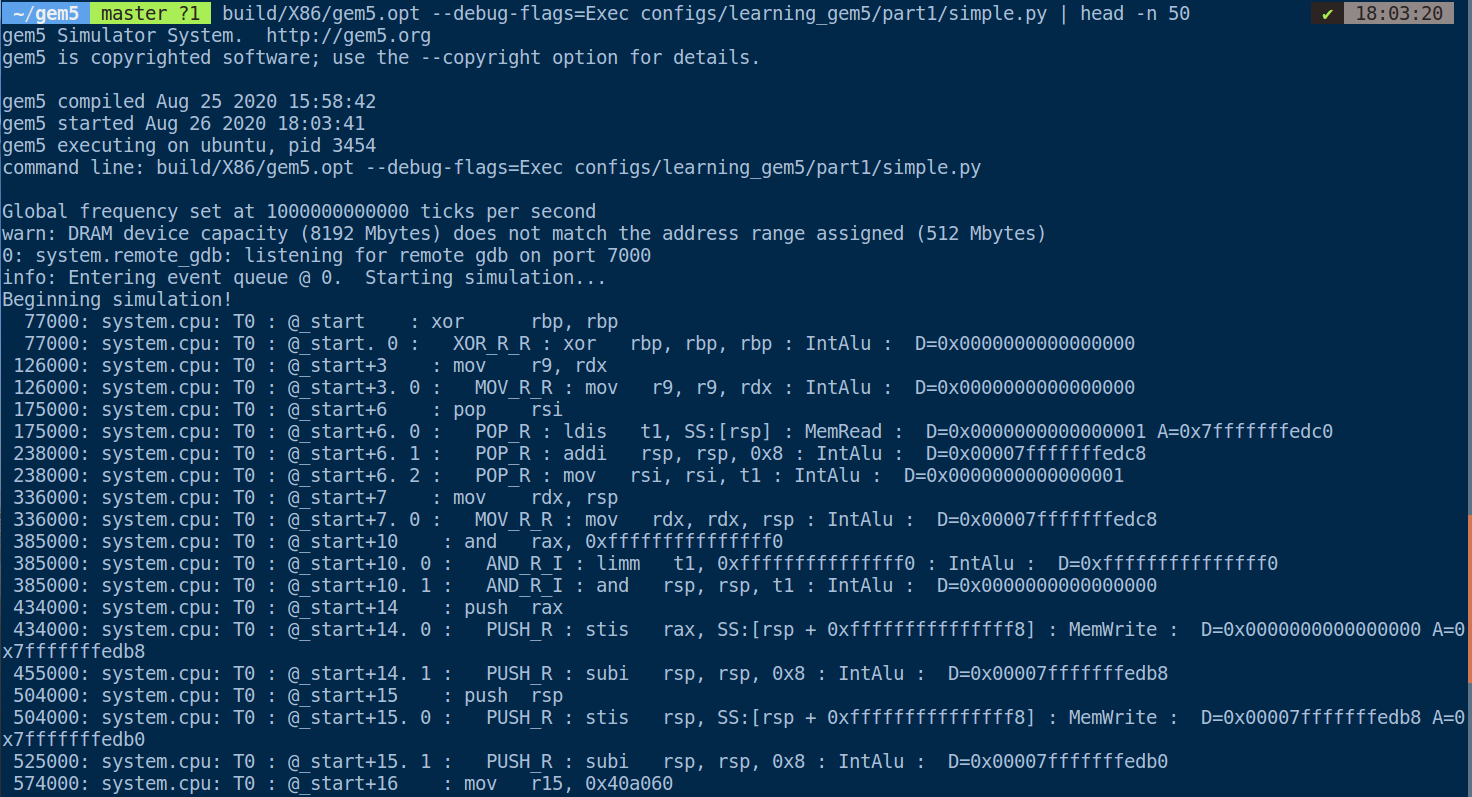 ~/gem5 master ?1 build/X86/gem5.opt --debug-flags=Exec configs/learning_gem5/part1/simple.py | head -n 50 ✔ 18:03:20
gem5 Simulator System.  http://gem5.org
gem5 is copyrighted software; use the --copyright option for details.

gem5 compiled Aug 25 2020 15:58:42
gem5 started Aug 26 2020 18:03:41
gem5 executing on ubuntu, pid 3454
command line: build/X86/gem5.opt --debug-flags=Exec configs/learning_gem5/part1/simple.py

Global frequency set at 1000000000000 ticks per second
warn: DRAM device capacity (8192 Mbytes) does not match the address range assigned (512 Mbytes)
0: system.remote_gdb: listening for remote gdb on port 7000
info: Entering event queue @ 0.  Starting simulation...
Beginning simulation!
  77000: system.cpu: T0 : @_start    : xor      rbp, rbp
  77000: system.cpu: T0 : @_start. 0 :   XOR_R_R : xor   rbp, rbp, rbp : IntAlu :  D=0x0000000000000000
 126000: system.cpu: T0 : @_start+3    : mov    r9, rdx
 126000: system.cpu: T0 : @_start+3. 0 :   MOV_R_R : mov   r9, r9, rdx : IntAlu :  D=0x0000000000000000
 175000: system.cpu: T0 : @_start+6    : pop    rsi
 175000: system.cpu: T0 : @_start+6. 0 :   POP_R : ldis   t1, SS:[rsp] : MemRead :  D=0x0000000000000001 A=0x7fffffffedc0
 238000: system.cpu: T0 : @_start+6. 1 :   POP_R : addi   rsp, rsp, 0x8 : IntAlu :  D=0x00007fffffffedc8
 238000: system.cpu: T0 : @_start+6. 2 :   POP_R : mov   rsi, rsi, t1 : IntAlu :  D=0x0000000000000001
 336000: system.cpu: T0 : @_start+7    : mov    rdx, rsp
 336000: system.cpu: T0 : @_start+7. 0 :   MOV_R_R : mov   rdx, rdx, rsp : IntAlu :  D=0x00007fffffffedc8
 385000: system.cpu: T0 : @_start+10    : and    rax, 0xfffffffffffffff0
 385000: system.cpu: T0 : @_start+10. 0 :   AND_R_I : limm   t1, 0xfffffffffffffff0 : IntAlu :  D=0xfffffffffffffff0
 385000: system.cpu: T0 : @_start+10. 1 :   AND_R_I : and   rsp, rsp, t1 : IntAlu :  D=0x0000000000000000
 434000: system.cpu: T0 : @_start+14    : push  rax
 434000: system.cpu: T0 : @_start+14. 0 :   PUSH_R : stis   rax, SS:[rsp + 0xfffffffffffffff8] : MemWrite :  D=0x0000000000000000 A=0
x7fffffffedb8
 455000: system.cpu: T0 : @_start+14. 1 :   PUSH_R : subi   rsp, rsp, 0x8 : IntAlu :  D=0x00007fffffffedb8
 504000: system.cpu: T0 : @_start+15    : push  rsp
 504000: system.cpu: T0 : @_start+15. 0 :   PUSH_R : stis   rsp, SS:[rsp + 0xfffffffffffffff8] : MemWrite :  D=0x00007fffffffedb8 A=0
x7fffffffedb0
 525000: system.cpu: T0 : @_start+15. 1 :   PUSH_R : subi   rsp, rsp, 0x8 : IntAlu :  D=0x00007fffffffedb0
 574000: system.cpu: T0 : @_start+16    : mov   r15, 0x40a060